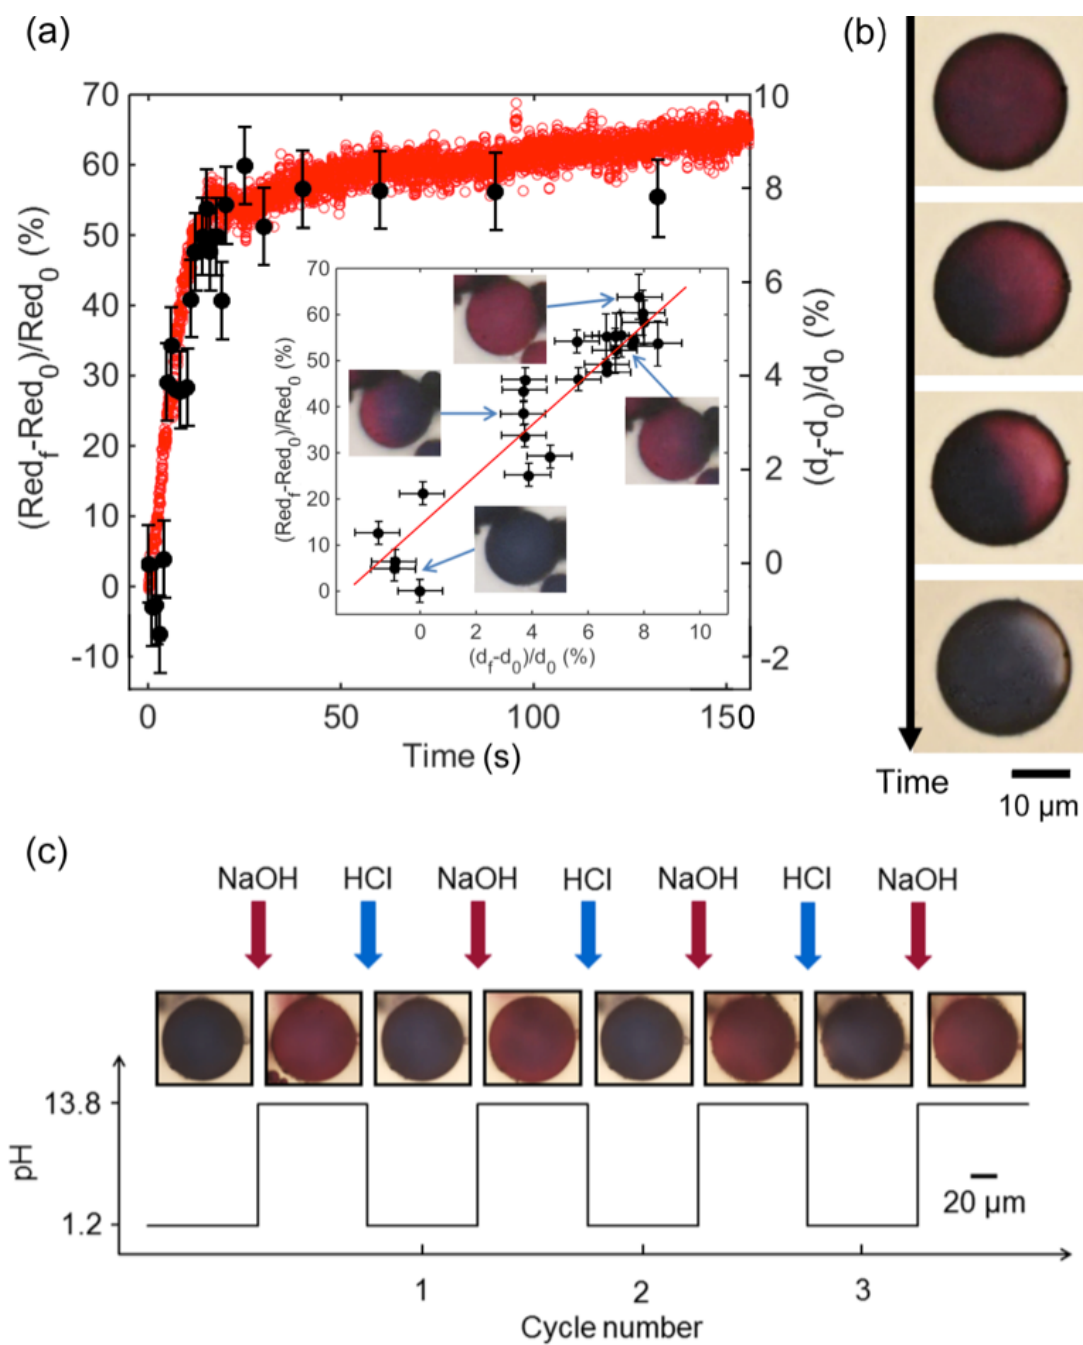 (a)
(b)
70
60
50
40
30
20
10
0
-10
(Red_f-Red_0)/Red_0 (%)
10
8
6
4
2
0
-2
(d_f-d_0)/d_0 (%)
0 50 100 150
Time (s)
70
60
50
40
30
20
10
0
(Red_f-Red_0)/Red_0 (%)
0 2 4 6 8 10
(d_f-d_0)/d_0 (%)
Time
10 μm
(c)
NaOH HCl NaOH HCl NaOH HCl NaOH
13.8
pH
1.2
20 μm
1 2 3
Cycle number